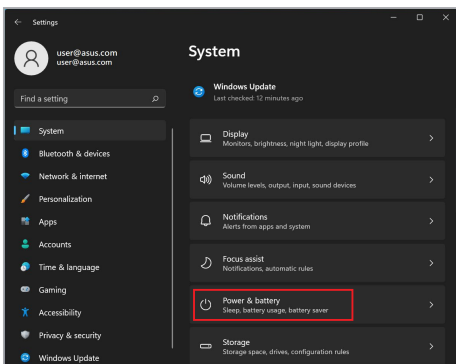 Settings
user@asus.com
user@asus.com
Find a setting
System
Bluetooth & devices
Network & internet
Personalization
Apps
Accounts
Time & language
Gaming
Accessibility
Privacy & security
Windows Update
System
Windows Update
Last checked: 12 minutes ago
Display
Monitors, brightness, night light, display profile
Sound
Volume levels, output, input, sound devices
Notifications
Alerts from apps and system
Focus assist
Notifications, automatic rules
Power & battery
Sleep, battery usage, battery saver
Storage
Storage space, drives, configuration rules